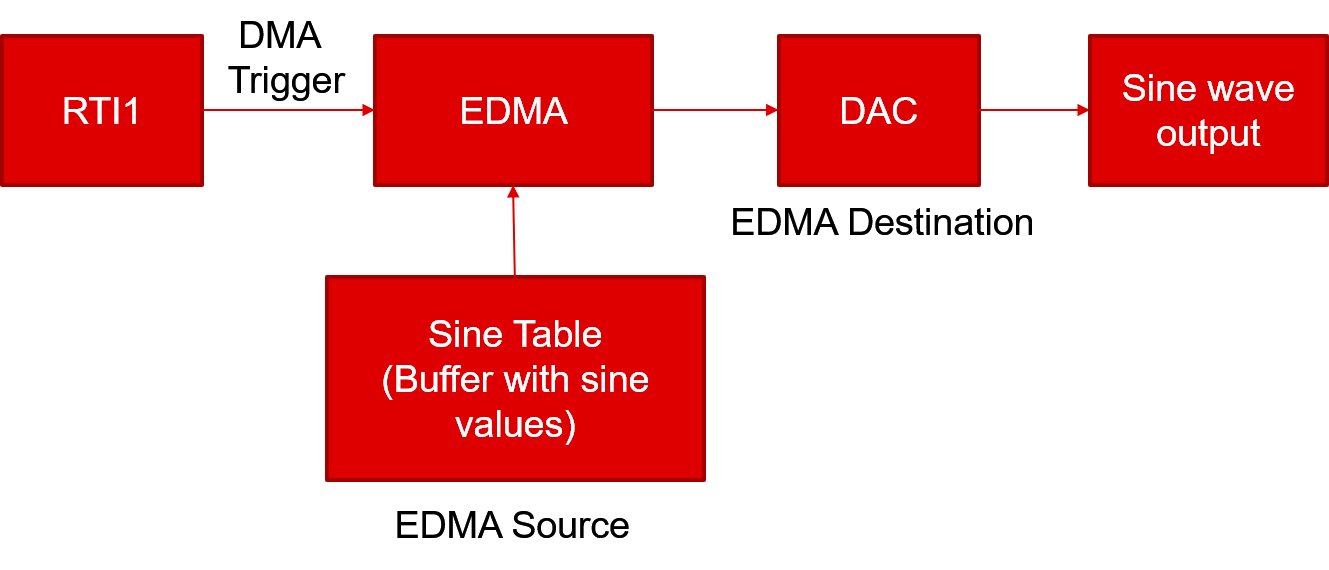 DMA
Trigger
RTI1
EDMA
DAC
Sine wave
output
EDMA Destination
Sine Table
(Buffer with sine
values)
EDMA Source